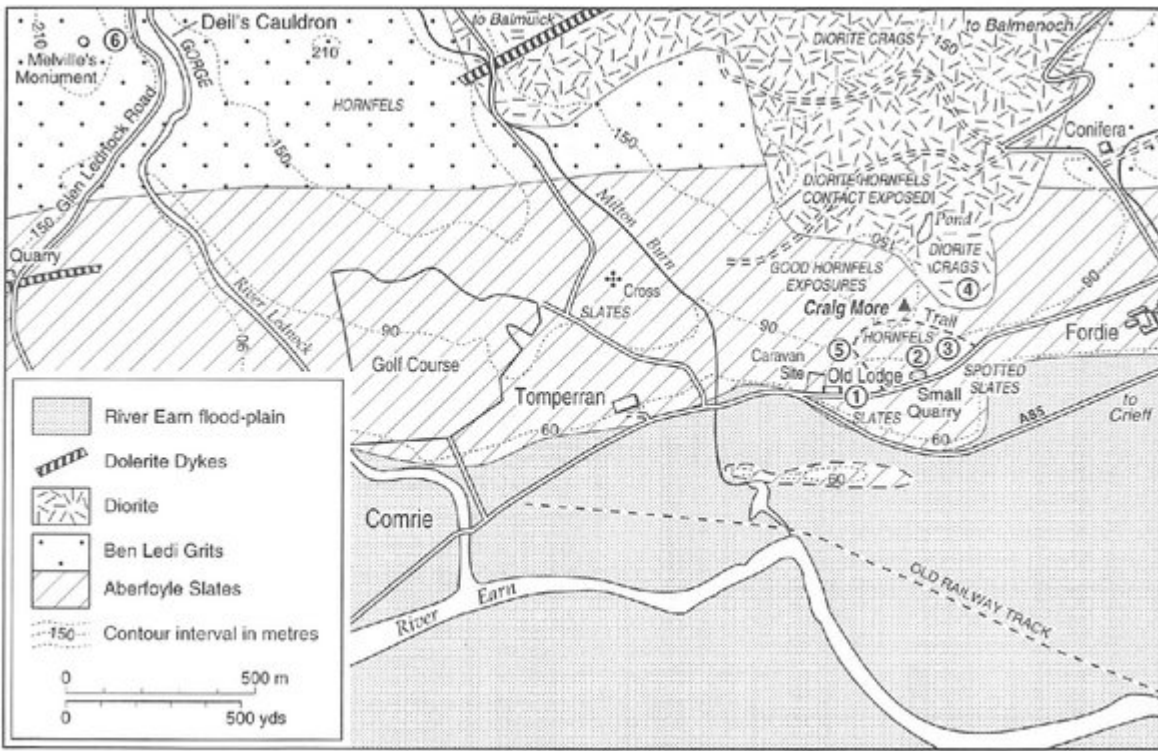 210
6
Melville's
Monument
Deil's Cauldron
GORGE
210
to Balmuick
DIORITE CRAGS
150
to Balmenoch
HORNFELS
Glen Lednock Road
150
150
Conifera
DIORITE HORNFELS
CONTACT EXPOSED
Milton
Burn
Pond
150
DIORITE
CRAGS
4
90
150
Quarry
River Lednock
90
GOOD HORNFELS
EXPOSURES
Cross
SLATES
Craig More
Trail
HORNFELS
Fordie
90
90
Golf Course
5
2
3
Caravan
Site
Old Lodge
1
SPOTTED
SLATES
Small
Quarry
SLATES
Tomperran
60
60
A85
to
Crieff
60
Comrie
River Earn
OLD RAILWAY TRACK
River Earn flood-plain
Dolerite Dykes
Diorite
Ben Ledi Grits
Aberfoyle Slates
150
Contour interval in metres
0 500 m
0 500 yds